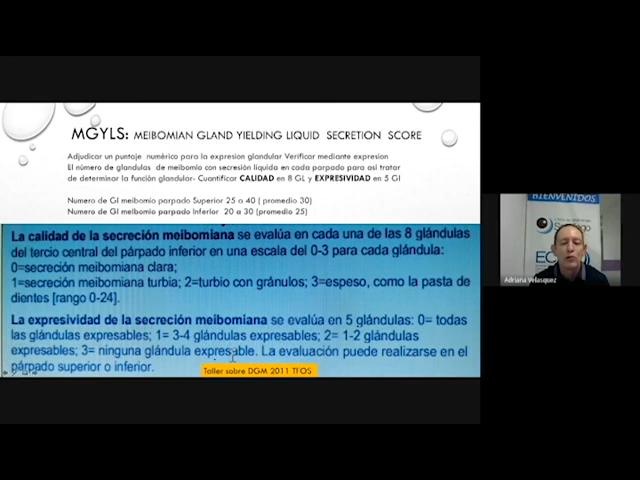 MGYLS: MEIBOMIAN GLAND YIELDING LIQUID SECRETION SCORE
Adjudicar un puntaje numérico para la expresion glandular Verificar mediante expresion
El número de glandulas de meibomio con secreción líquida en cada parpado para asi tratar
de determinar la función glandular- Cuantificar CALIDAD en 8 GL y EXPRESIVIDAD en 5 Gl
Numero de Gl meibomio parpado Superior 25 o 40 ( promedio 30)
Numero de Gl meibomio parpado Inferior 20 a 30 (promedio 25)
La calidad de la secreción meibomiana se evalúa en cada una de las 8 glándulas
del tercio central del párpado inferior en una escala del 0-3 para cada glándula:
0=secreción meibomiana clara;
1=secreción meibomiana turbia; 2=turbio con gránulos; 3=espeso, como la pasta de
dientes [rango 0-24].
La expresividad de la secreción meibomiana se evalúa en 5 glándulas: 0= todas
las glándulas expresables; 1= 3-4 glándulas expresables; 2= 1-2 glándulas
expresables; 3= ninguna glándula expresable. La evaluación puede realizarse en el
párpado superior o inferior.
Taller sobre DGM 2011 TFOS
BIENVENIDOS
Adriana Velasquez